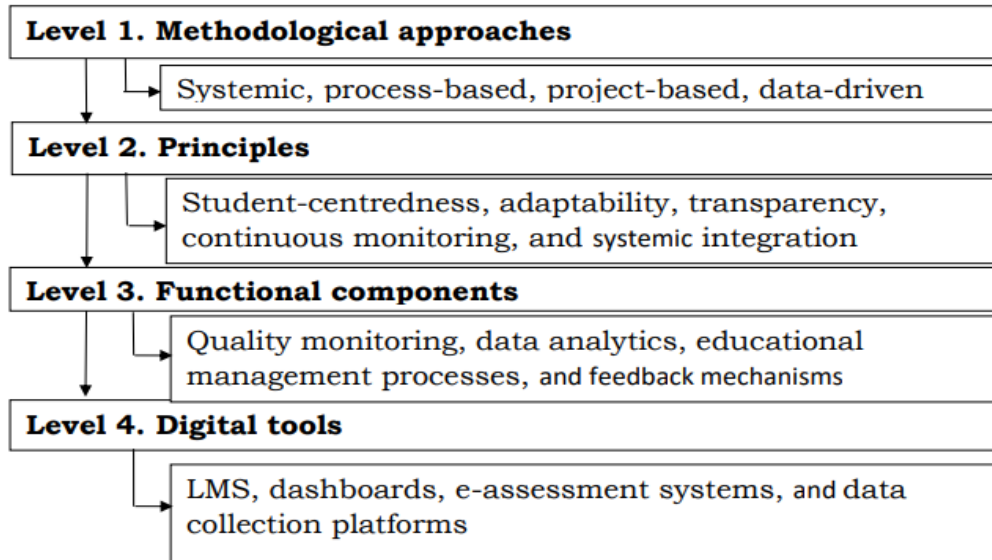 Level 1. Methodological approaches
Systemic, process-based, project-based, data-driven
Level 2. Principles
Student-centredness, adaptability, transparency,
continuous monitoring, and systemic integration
Level 3. Functional components
Quality monitoring, data analytics, educational
management processes, and feedback mechanisms
Level 4. Digital tools
LMS, dashboards, e-assessment systems, and data
collection platforms